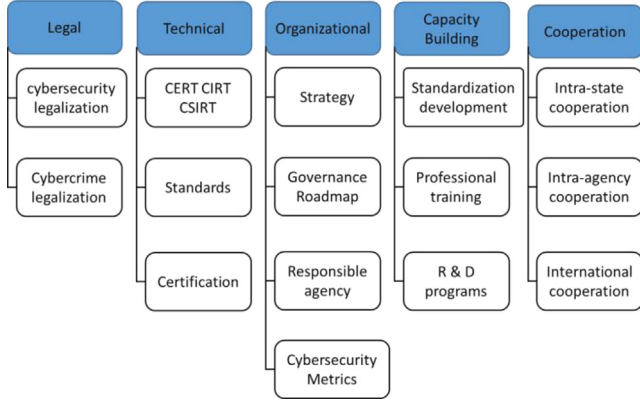 Legal
cybersecurity
legalization
Cybercrime
legalization
Technical
CERT CIRT
CSIRT
Standards
Certification
Organizational
Strategy
Governance
Roadmap
Responsible
agency
Cybersecurity
Metrics
Capacity
Building
Standardization
development
Professional
training
R & D
programs
Cooperation
Intra-state
cooperation
Intra-agency
cooperation
International
cooperation